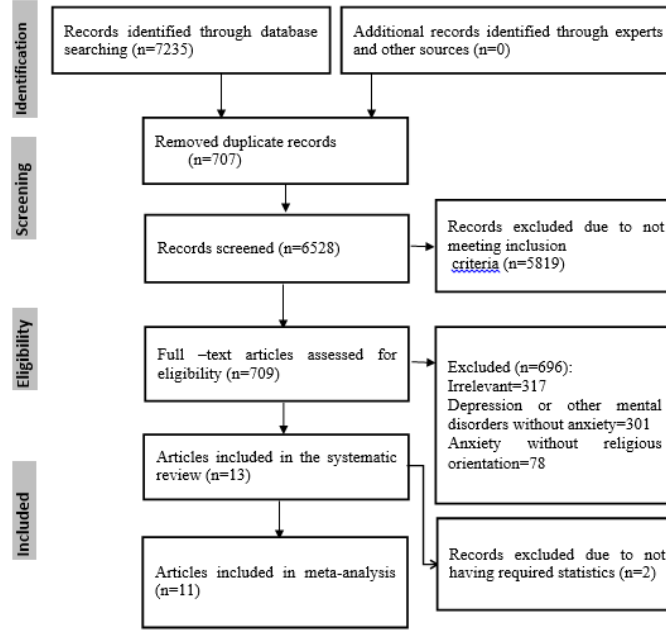 Identification
Records identified through database
searching (n=7235)
Additional records identified through experts
and other sources (n=0)
Screening
Removed duplicate records
(n=707)
Records screened (n=6528)
Records excluded due to not
meeting inclusion
criteria (n=5819)
Eligibility
Full –text articles assessed for
eligibility (n=709)
Excluded (n=696):
Irrelevant=317
Depression or other mental
disorders without anxiety=301
Anxiety without religious
orientation=78
Included
Articles included in the systematic
review (n=13)
Records excluded due to not
having required statistics (n=2)
Articles included in meta-analysis
(n=11)